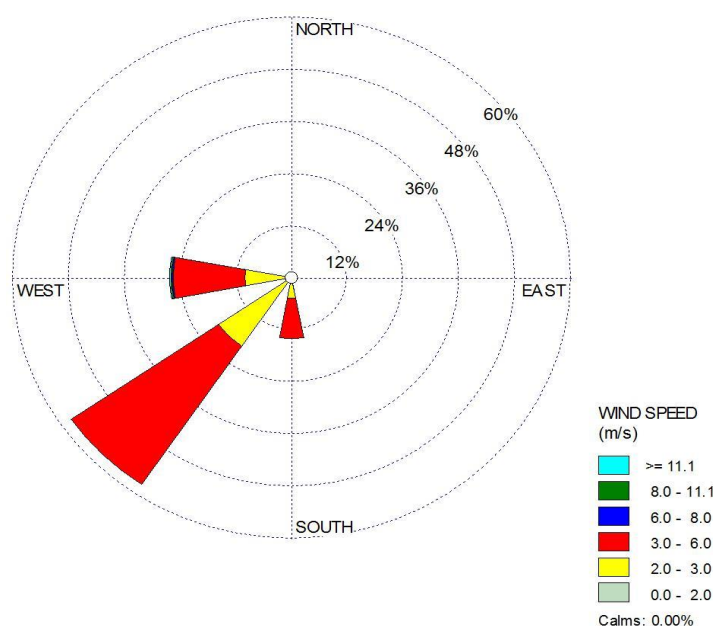 NORTH
60%
48%
36%
24%
12%
WEST
EAST
SOUTH
WIND SPEED
(m/s)
>= 11.1
8.0 - 11.1
6.0 - 8.0
3.0 - 6.0
2.0 - 3.0
0.0 - 2.0
Calms: 0.00%